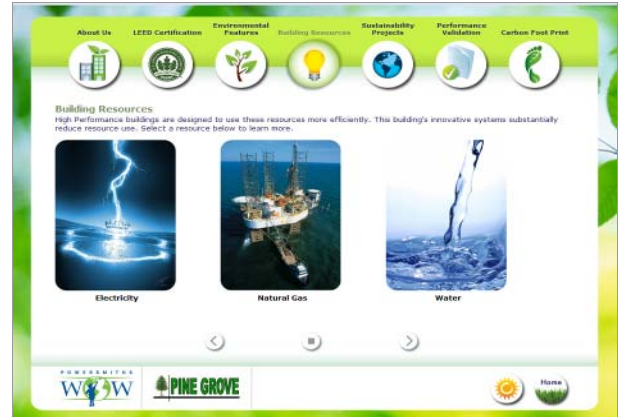 About Us
LEED Certification
Environmental
Features
Building Resources
Sustainability
Projects
Performance
Validation
Carbon Foot Print
Building Resources
High Performance buildings are designed to use these resources more efficiently. This building's innovative systems substantially
reduce resource use. Select a resource below to learn more.
Electricity
Natural Gas
Water
POWERSMITHS
WOW
PINE GROVE
Home